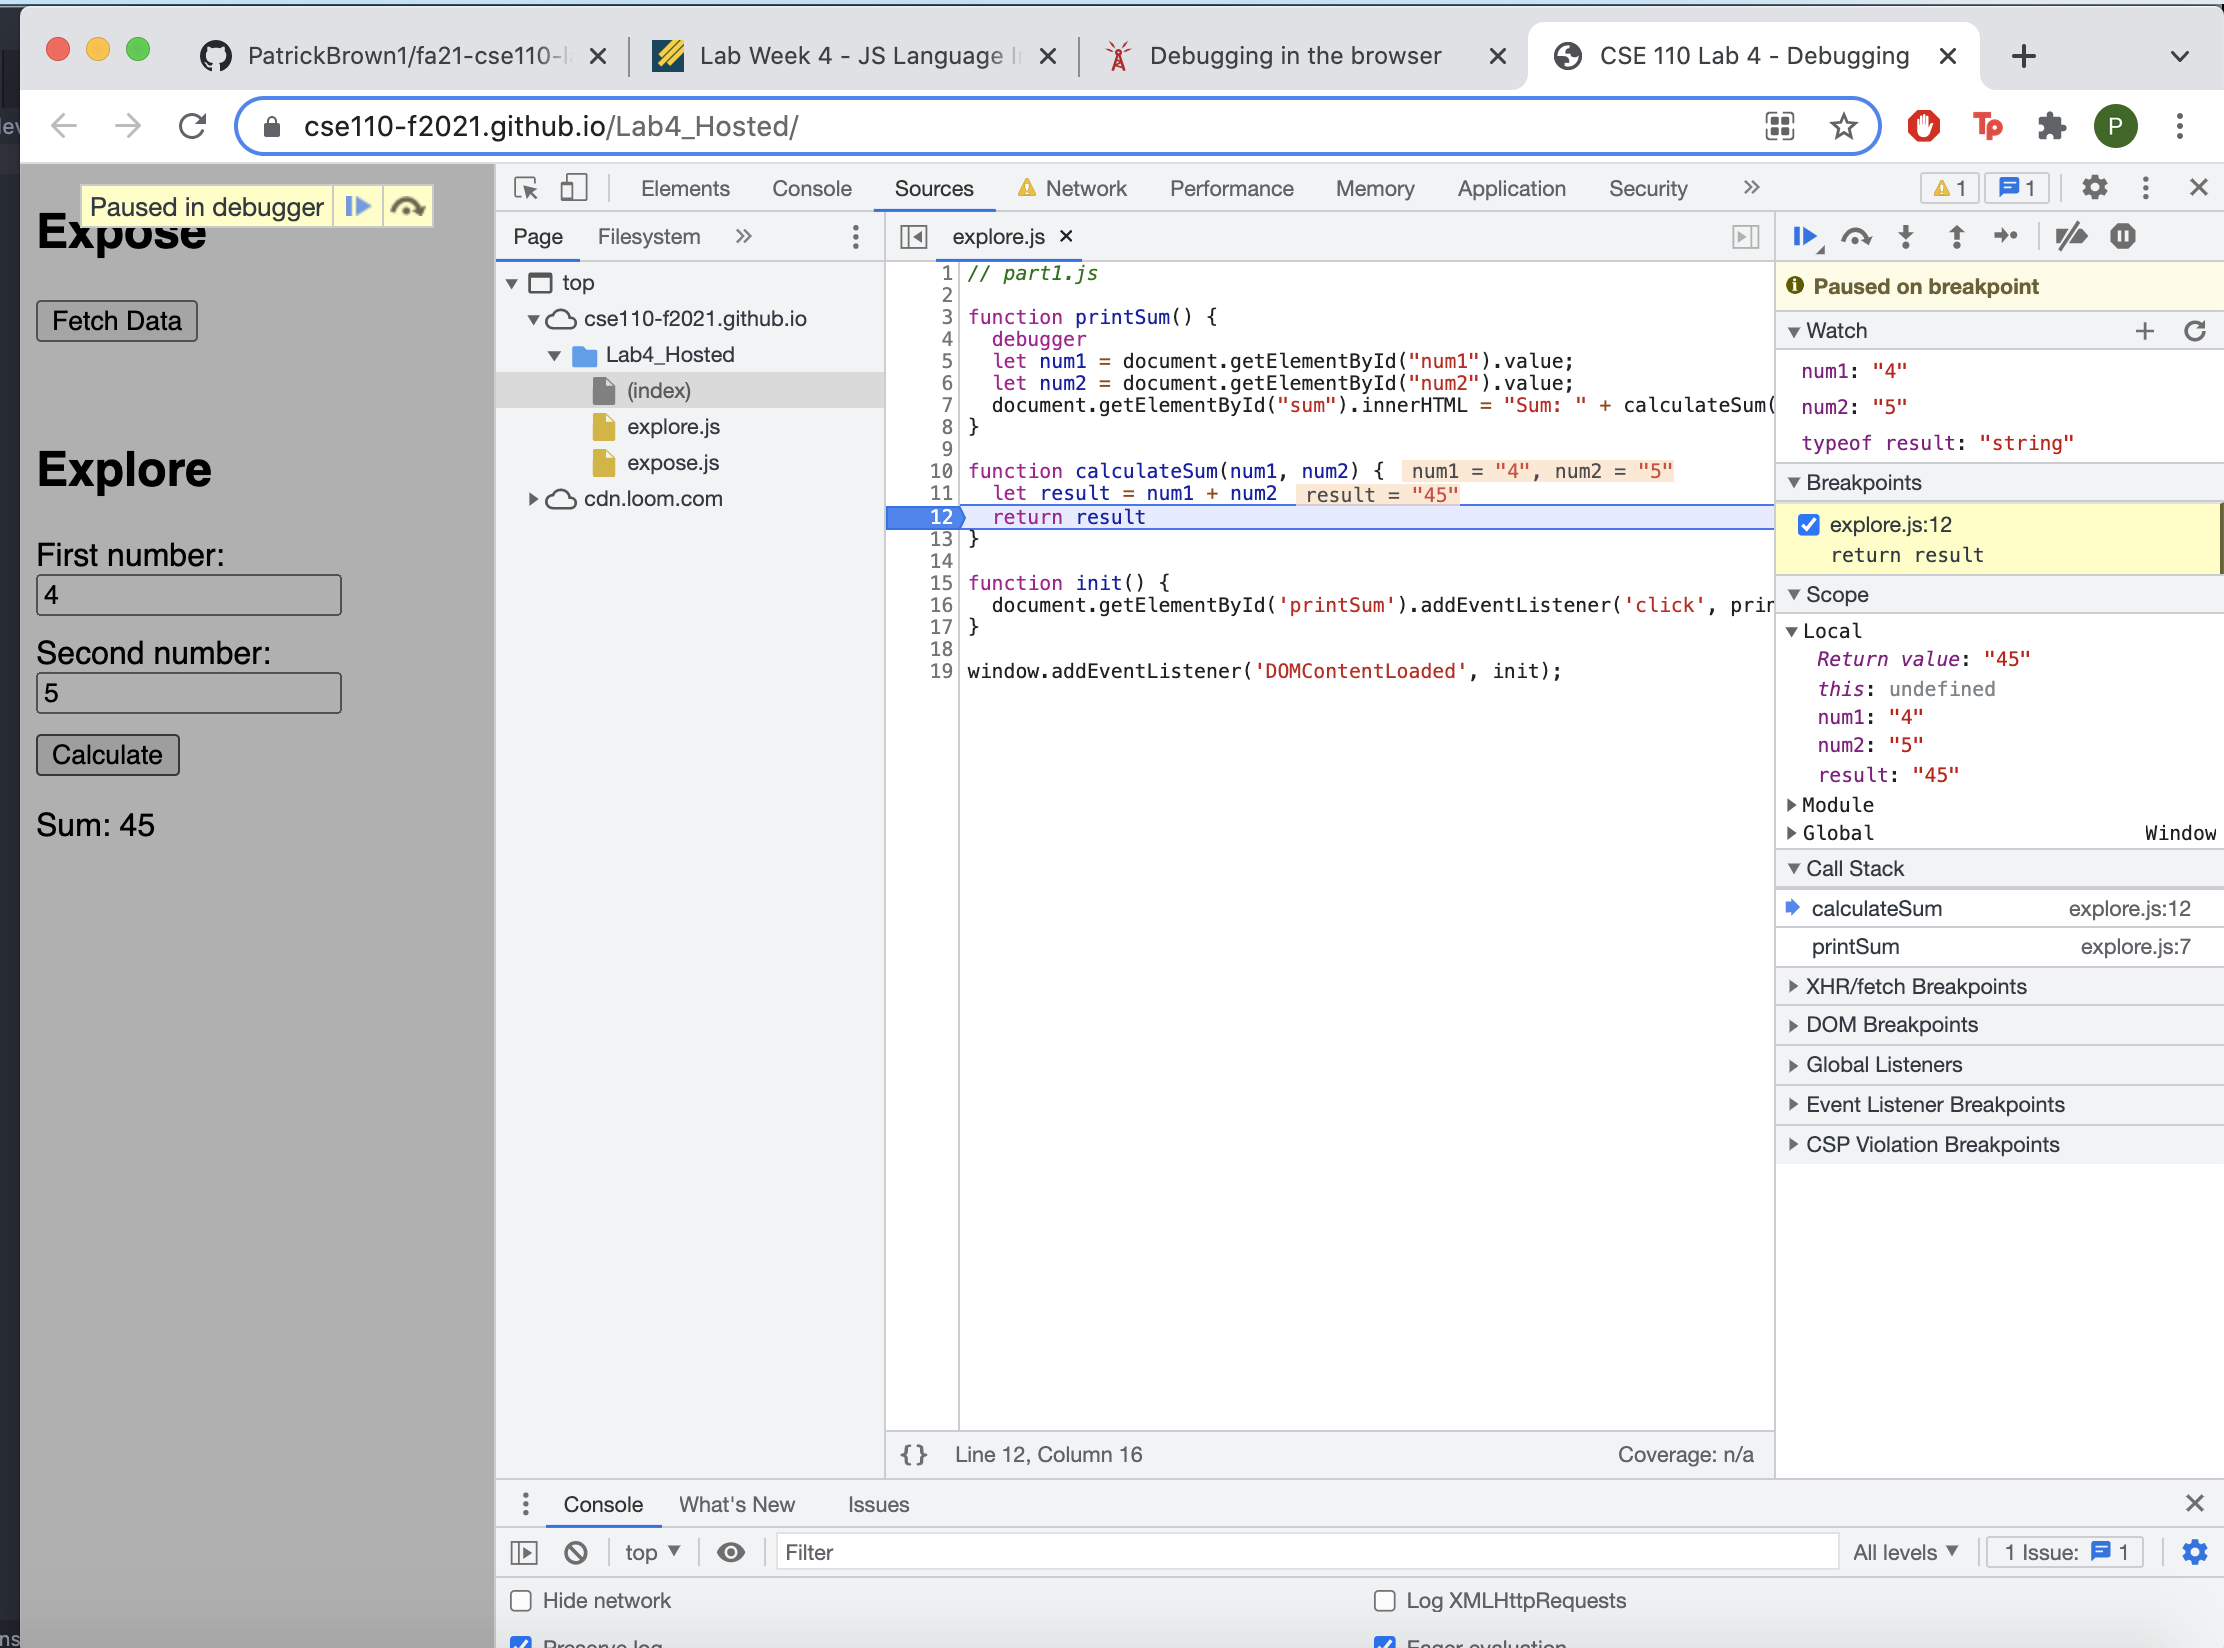 PatrickBrown1/fa21-cse110-l
Lab Week 4 - JS Language I
Debugging in the browser
CSE 110 Lab 4 - Debugging
cse110-f2021.github.io/Lab4_Hosted/
Tp
P
Paused in debugger
Expose
Fetch Data
Explore
First number:
4
Second number:
5
Calculate
Sum: 45
Elements Console Sources Network Performance Memory Application Security » 1 1
Page Filesystem »
top
cse110-f2021.github.io
Lab4_Hosted
(index)
explore.js
expose.js
cdn.loom.com
explore.js
1 // part1.js
2
3 function printSum() {
4 debugger
5 let num1 = document.getElementById("num1").value;
6 let num2 = document.getElementById("num2").value;
7 document.getElementById("sum").innerHTML = "Sum: " + calculateSum(
8 }
9
10 function calculateSum(num1, num2) { num1 = "4", num2 = "5"
11 let result = num1 + num2 result = "45"
12 return result
13 }
14
15 function init() {
16 document.getElementById('printSum').addEventListener('click', prin
17 }
18
19 window.addEventListener('DOMContentLoaded', init);
{} Line 12, Column 16 Coverage: n/a
Paused on breakpoint
Watch
num1: "4"
num2: "5"
typeof result: "string"
Breakpoints
explore.js:12
return result
Scope
Local
Return value: "45"
this: undefined
num1: "4"
num2: "5"
result: "45"
Module
Global Window
Call Stack
calculateSum explore.js:12
printSum explore.js:7
XHR/fetch Breakpoints
DOM Breakpoints
Global Listeners
Event Listener Breakpoints
CSP Violation Breakpoints
Console What's New Issues
top Filter All levels 1 Issue: 1
Hide network Log XMLHttpRequests
Preserve log Eager evaluation